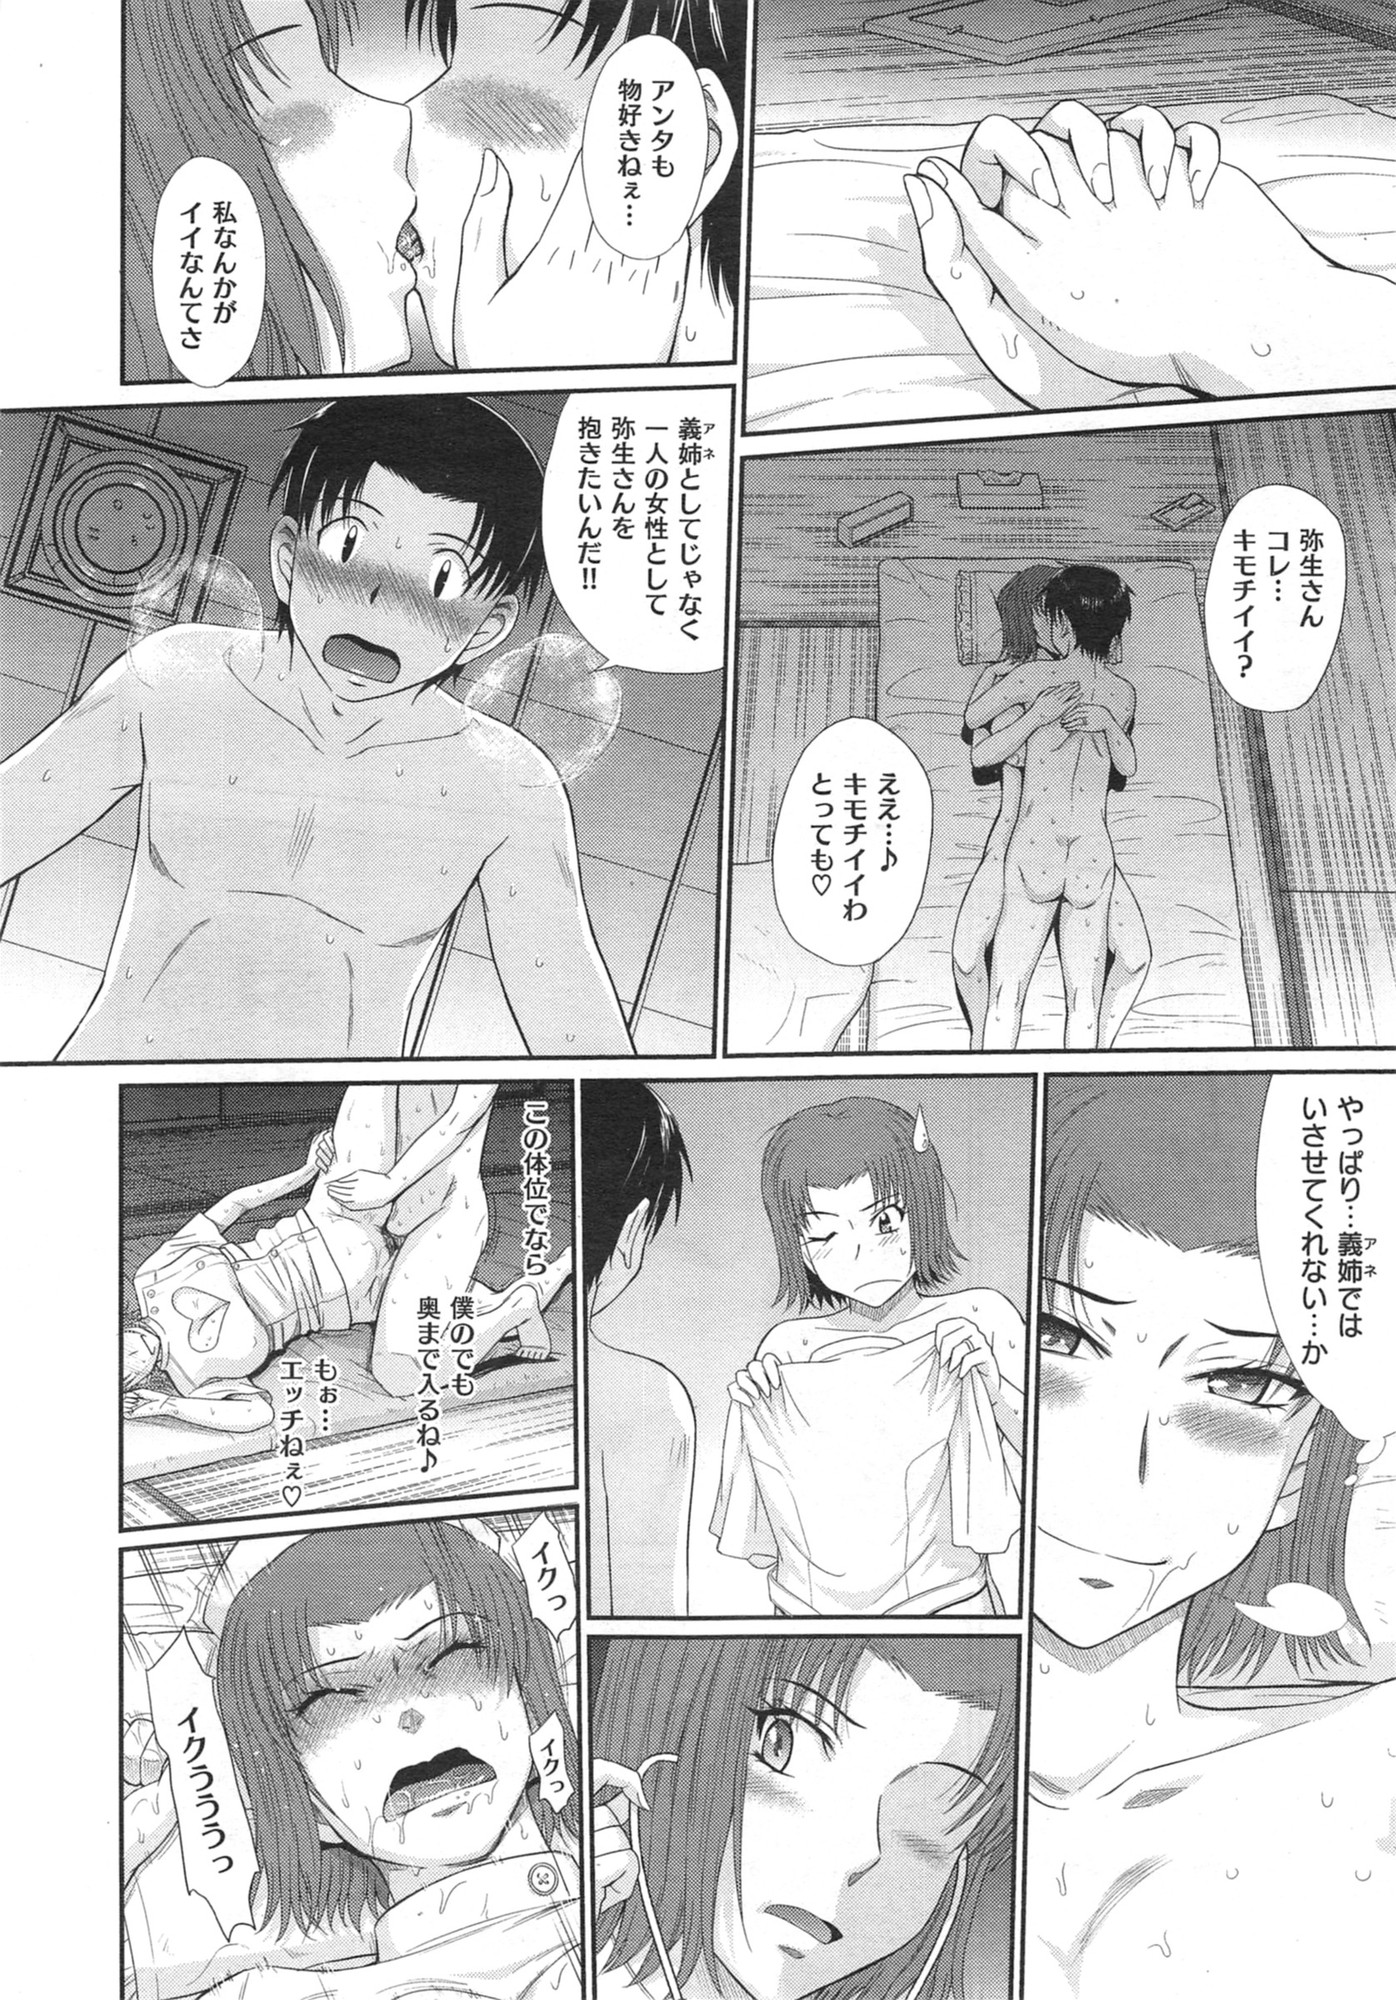 アンタも
物好きねぇ…
私なんかが
イイなんてさ
弥生さん
コレ…
キモチイイ?
ええ…♪
キモチイイわ
とっても♡
義姉としてじゃなく
アネ
一人の女性として
弥生さんを
抱きたいんだ!!
やっぱり…義姉では
アネ
いさせてくれない…か
この体位でなら
僕のでも
奥まで入るね♪
もぉ…
エッチねぇ♡
イクっ
イクっ
イクううっ